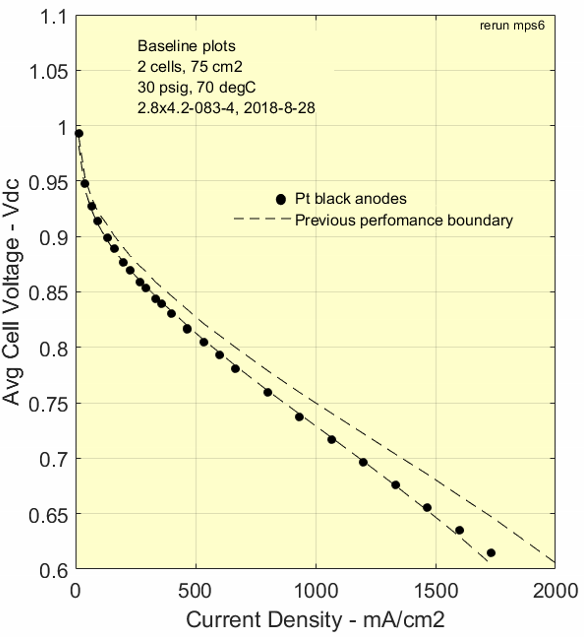 rerun mps6
Baseline plots
2 cells, 75 cm2
30 psig, 70 degC
2.8x4.2-083-4, 2018-8-28
Pt black anodes
Previous perfomance boundary
Avg Cell Voltage - Vdc
1.1
1.05
1
0.95
0.9
0.85
0.8
0.75
0.7
0.65
0.6
0
500
1000
1500
2000
Current Density - mA/cm2